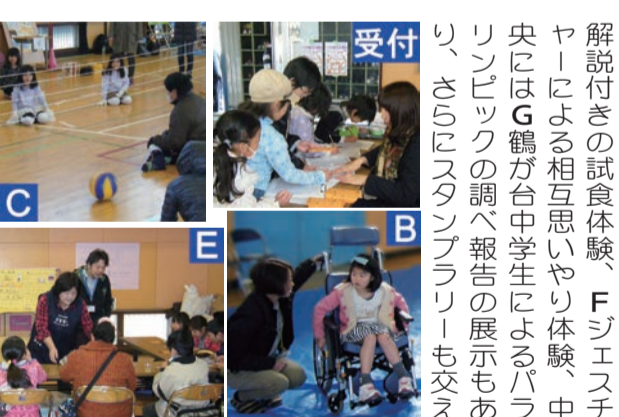 解説付きの試食体験、Fジェスチ
ャーによる相互思いやり体験、中
央にはG鶴が台中学生によるパラ
リンピックの調べ報告の展示もあ
り、さらにスタンプラリーも交え
受付
C
B
E